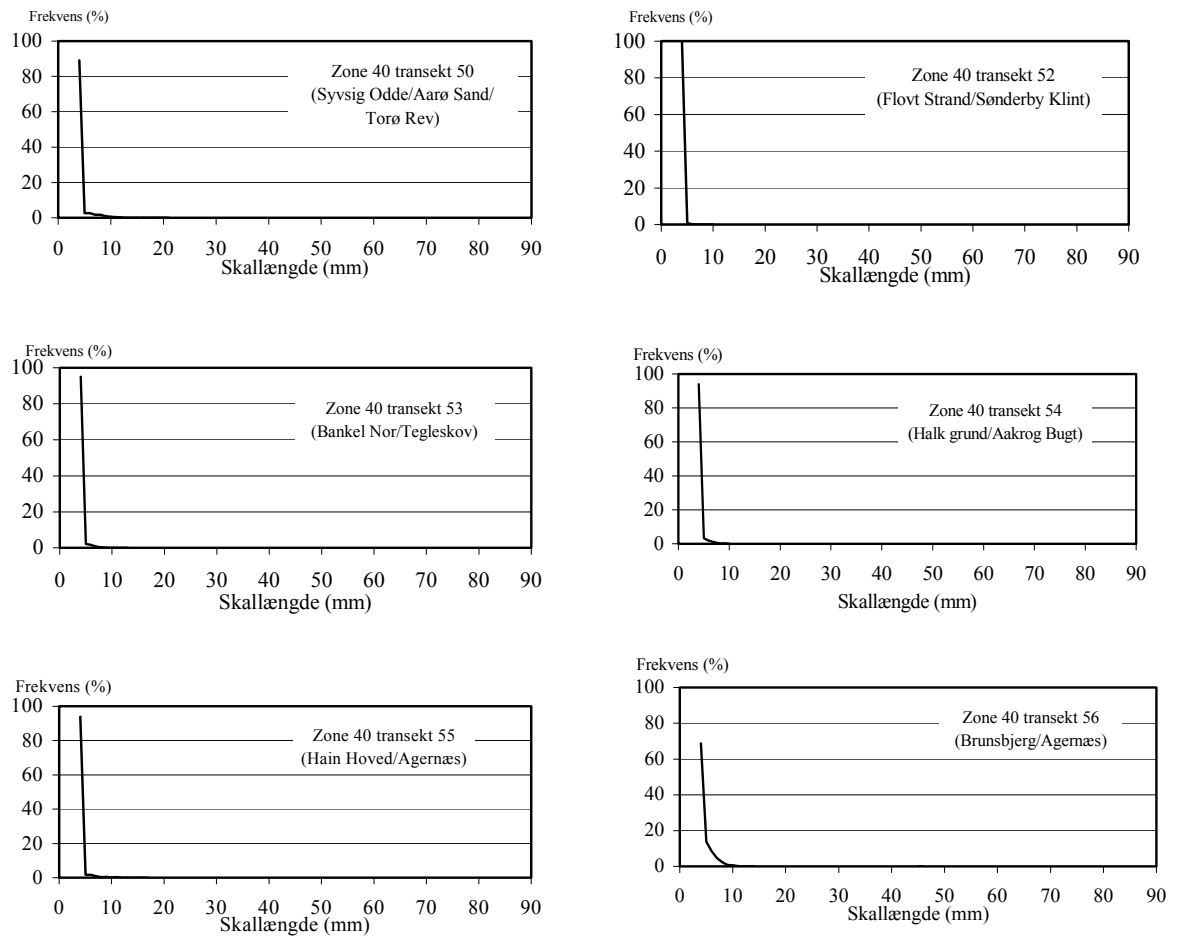 Frekvens (%)
100
80
60
40
20
0
Zone 40 transekt 50
(Syvsig Odde/Aarø Sand/
Torø Rev)
0 10 20 30 40 50 60 70 80 90
Skallængde (mm)
Frekvens (%)
100
80
60
40
20
0
Zone 40 transekt 52
(Flovt Strand/Sønderby Klint)
0 10 20 30 40 50 60 70 80 90
Skallængde (mm)
Frekvens (%)
100
80
60
40
20
0
Zone 40 transekt 53
(Bankel Nor/Tegleskov)
0 10 20 30 40 50 60 70 80 90
Skallængde (mm)
Frekvens (%)
100
80
60
40
20
0
Zone 40 transekt 54
(Halk grund/Aakrog Bugt)
0 10 20 30 40 50 60 70 80 90
Skallængde (mm)
Frekvens (%)
100
80
60
40
20
0
Zone 40 transekt 55
(Hain Hoved/Agernæs)
0 10 20 30 40 50 60 70 80 90
Skallængde (mm)
Frekvens (%)
100
80
60
40
20
0
Zone 40 transekt 56
(Brunsbjerg/Agernæs)
0 10 20 30 40 50 60 70 80 90
Skallængde (mm)